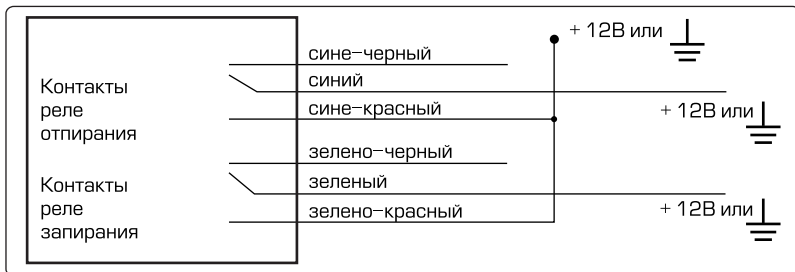 + 12В или
сине-черный
синий
Контакты
реле
отпирания
сине-красный
+ 12В или
зелено-черный
Контакты
реле
запирания
зеленый
зелено-красный
+ 12В или